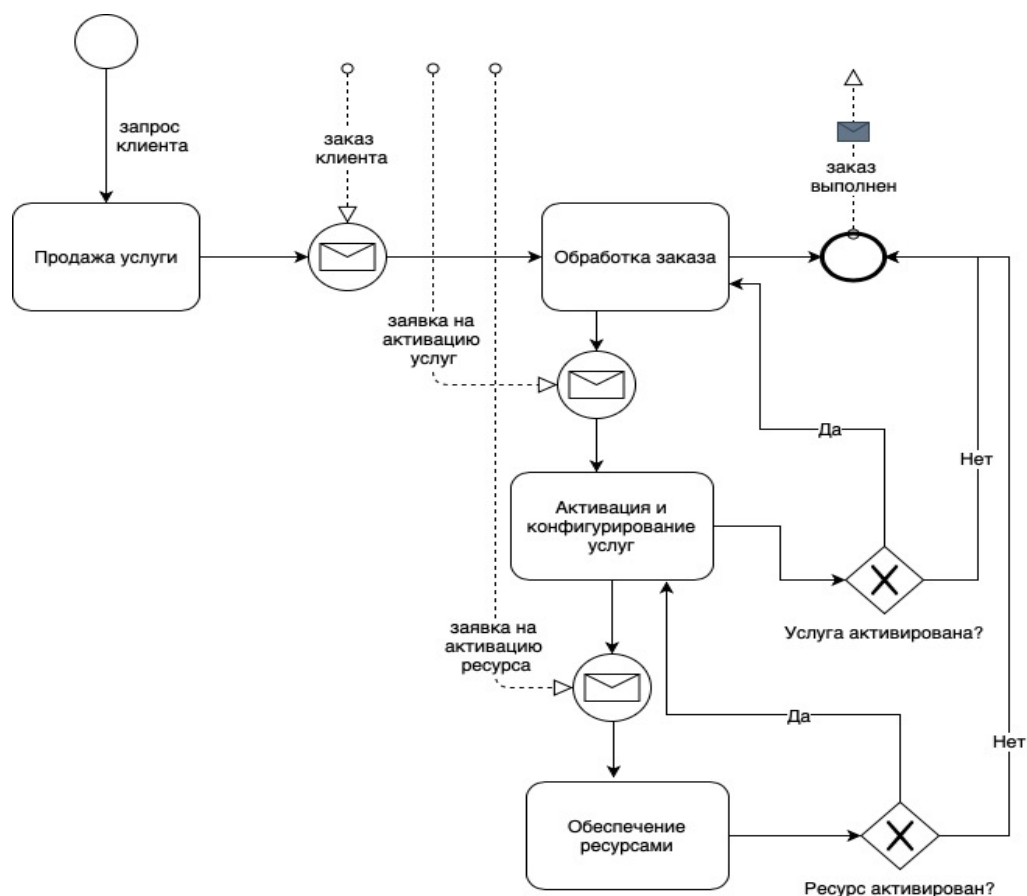 запрос
клиента
заказ
клиента
заказ
выполнен
Продажа услуги
Обработка заказа
заявка на
активацию
услуг
Да
Нет
Активация и
конфигурирование
услуг
Услуга активирована?
заявка на
активацию
ресурса
Да
Нет
Обеспечение
ресурсами
Ресурс активирован?